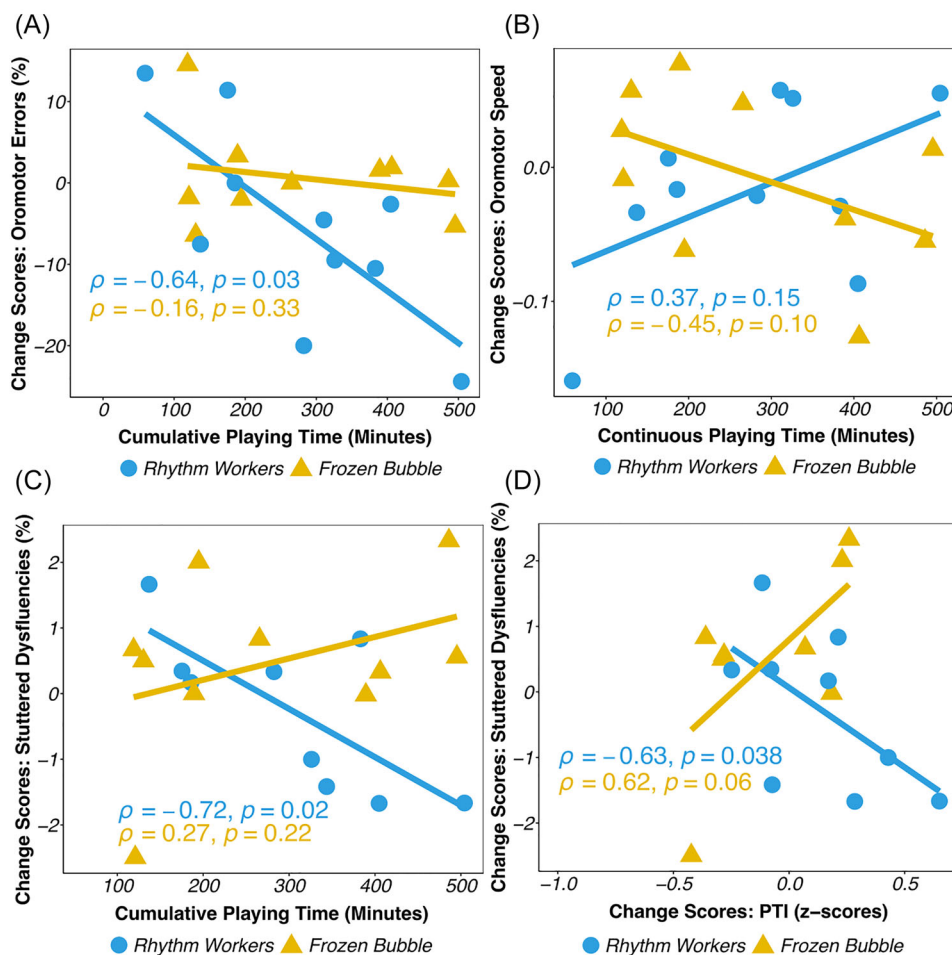 (A)
Change Scores: Oromotor Errors (%)
10
0
−10
−20
ρ = −0.64, p = 0.03
ρ = −0.16, p = 0.33
0 100 200 300 400 500
Cumulative Playing Time (Minutes)
Rhythm Workers Frozen Bubble
(B)
Change Scores: Oromotor Speed
0.0
−0.1
ρ = 0.37, p = 0.15
ρ = −0.45, p = 0.10
100 200 300 400 500
Continuous Playing Time (Minutes)
Rhythm Workers Frozen Bubble
(C)
Change Scores: Stuttered Dysfluencies (%)
2
1
0
−1
−2
ρ = −0.72, p = 0.02
ρ = 0.27, p = 0.22
100 200 300 400 500
Cumulative Playing Time (Minutes)
Rhythm Workers Frozen Bubble
(D)
Change Scores: Stuttered Dysfluencies (%)
2
1
0
−1
−2
ρ = −0.63, p = 0.038
ρ = 0.62, p = 0.06
−1.0 −0.5 0.0 0.5
Change Scores: PTI (z−scores)
Rhythm Workers Frozen Bubble